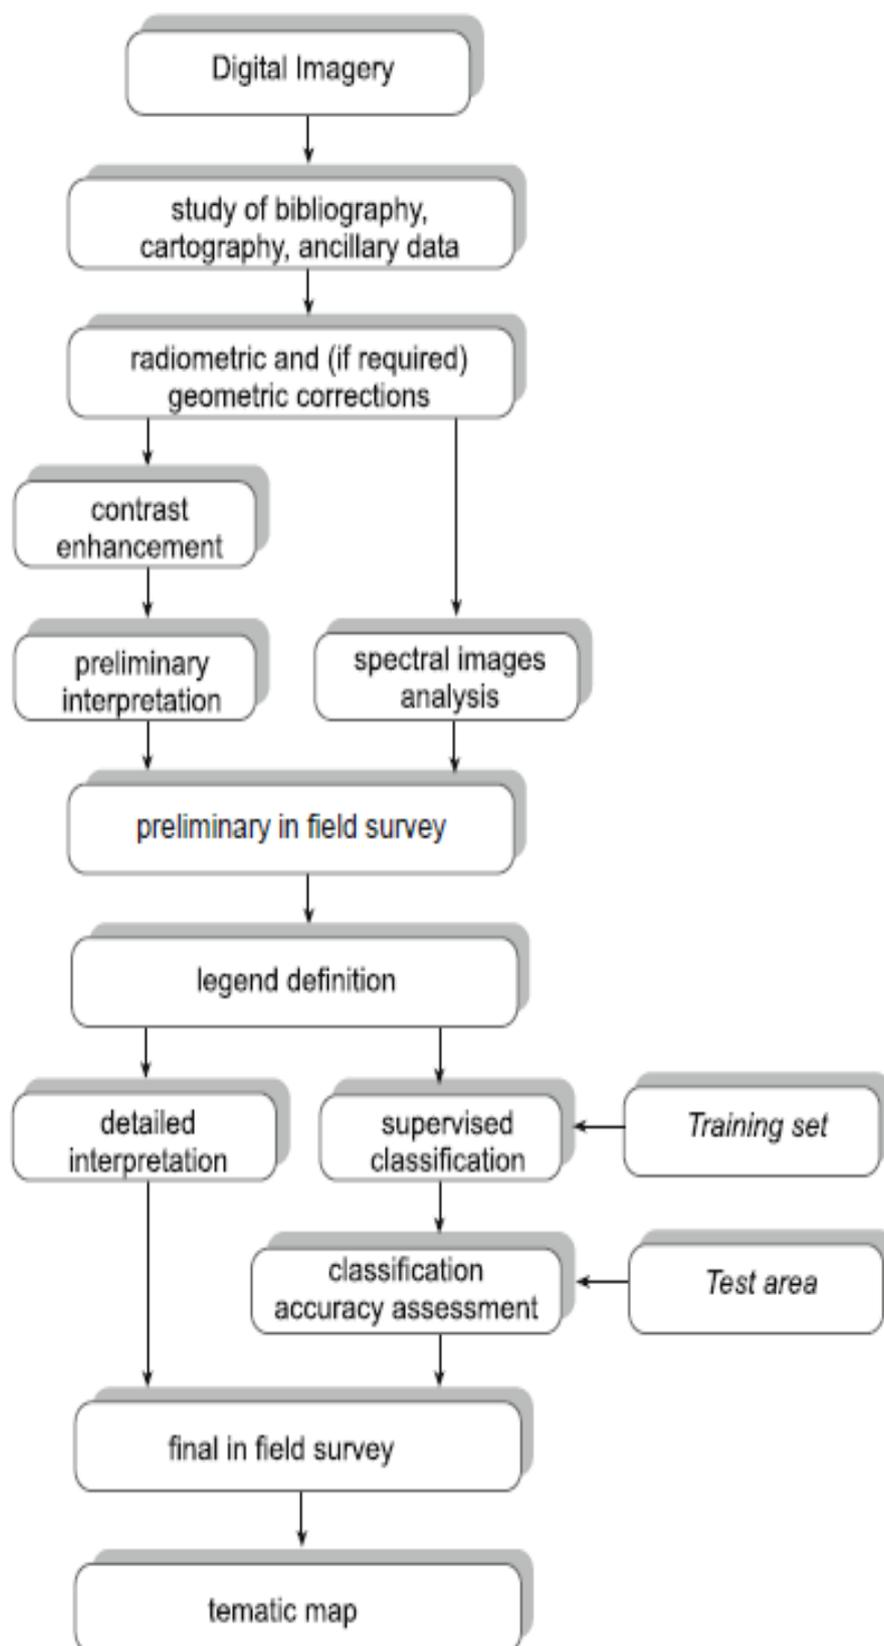 Digital Imagery
study of bibliography,
cartography, ancillary data
radiometric and (if required)
geometric corrections
contrast
enhancement
preliminary
interpretation
spectral images
analysis
preliminary in field survey
legend definition
detailed
interpretation
supervised
classification
Training set
classification
accuracy assessment
Test area
final in field survey
tematic map